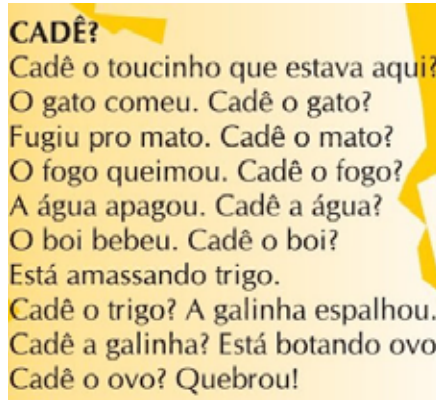 CADÊ?
Cadê o toucinho que estava aqui?
O gato comeu. Cadê o gato?
Fugiu pro mato. Cadê o mato?
O fogo queimou. Cadê o fogo?
A água apagou. Cadê a água?
O boi bebeu. Cadê o boi?
Está amassando trigo.
Cadê o trigo? A galinha espalhou.
Cadê a galinha? Está botando ovo
Cadê o ovo? Quebrou!